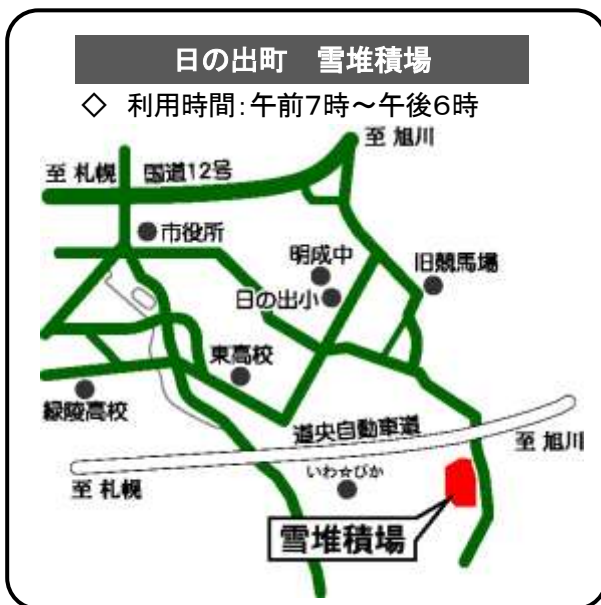 日の出町　雪堆積場
◇ 利用時間:午前7時～午後6時
至 旭川
至 札幌
国道12号
市役所
明成中
旧競馬場
日の出小
東高校
緑陵高校
道央自動車道
至 旭川
いわ☆ぴか
至 札幌
雪堆積場